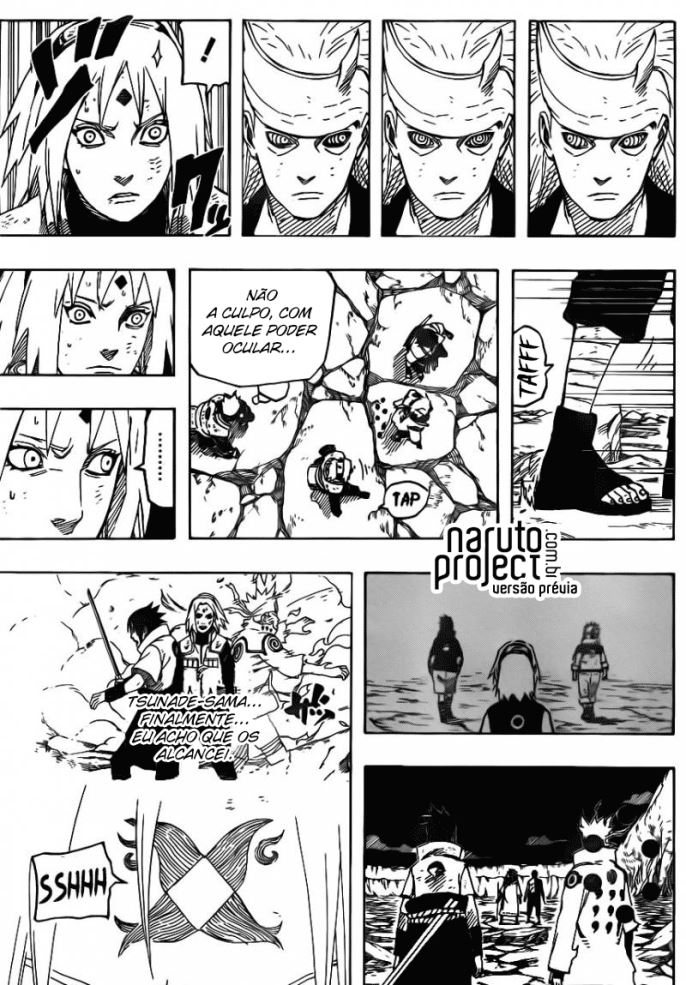 !
NÃO
A CULPO, COM
AQUELE PODER
OCULAR...
TAP
TAFFF
.........
naruto
project
.com.br
versão prévia
TSUNADE-SAMA...
FINALMENTE...
EU ACHO QUE OS
ALCANCEI.
SSHHH